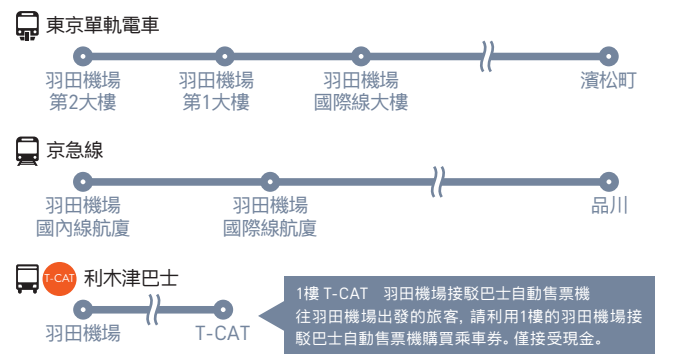 東京單軌電車
羽田機場 羽田機場 羽田機場 濱松町
第2大樓 第1大樓 國際線大樓
京急線
羽田機場 羽田機場 品川
國內線航廈 國際線航廈
T-CAT 利木津巴士
羽田機場 T-CAT
1樓 T-CAT 羽田機場接駁巴士自動售票機
往羽田機場出發的旅客, 請利用1樓的羽田機場接
駁巴士自動售票機購買乘車券。僅接受現金。